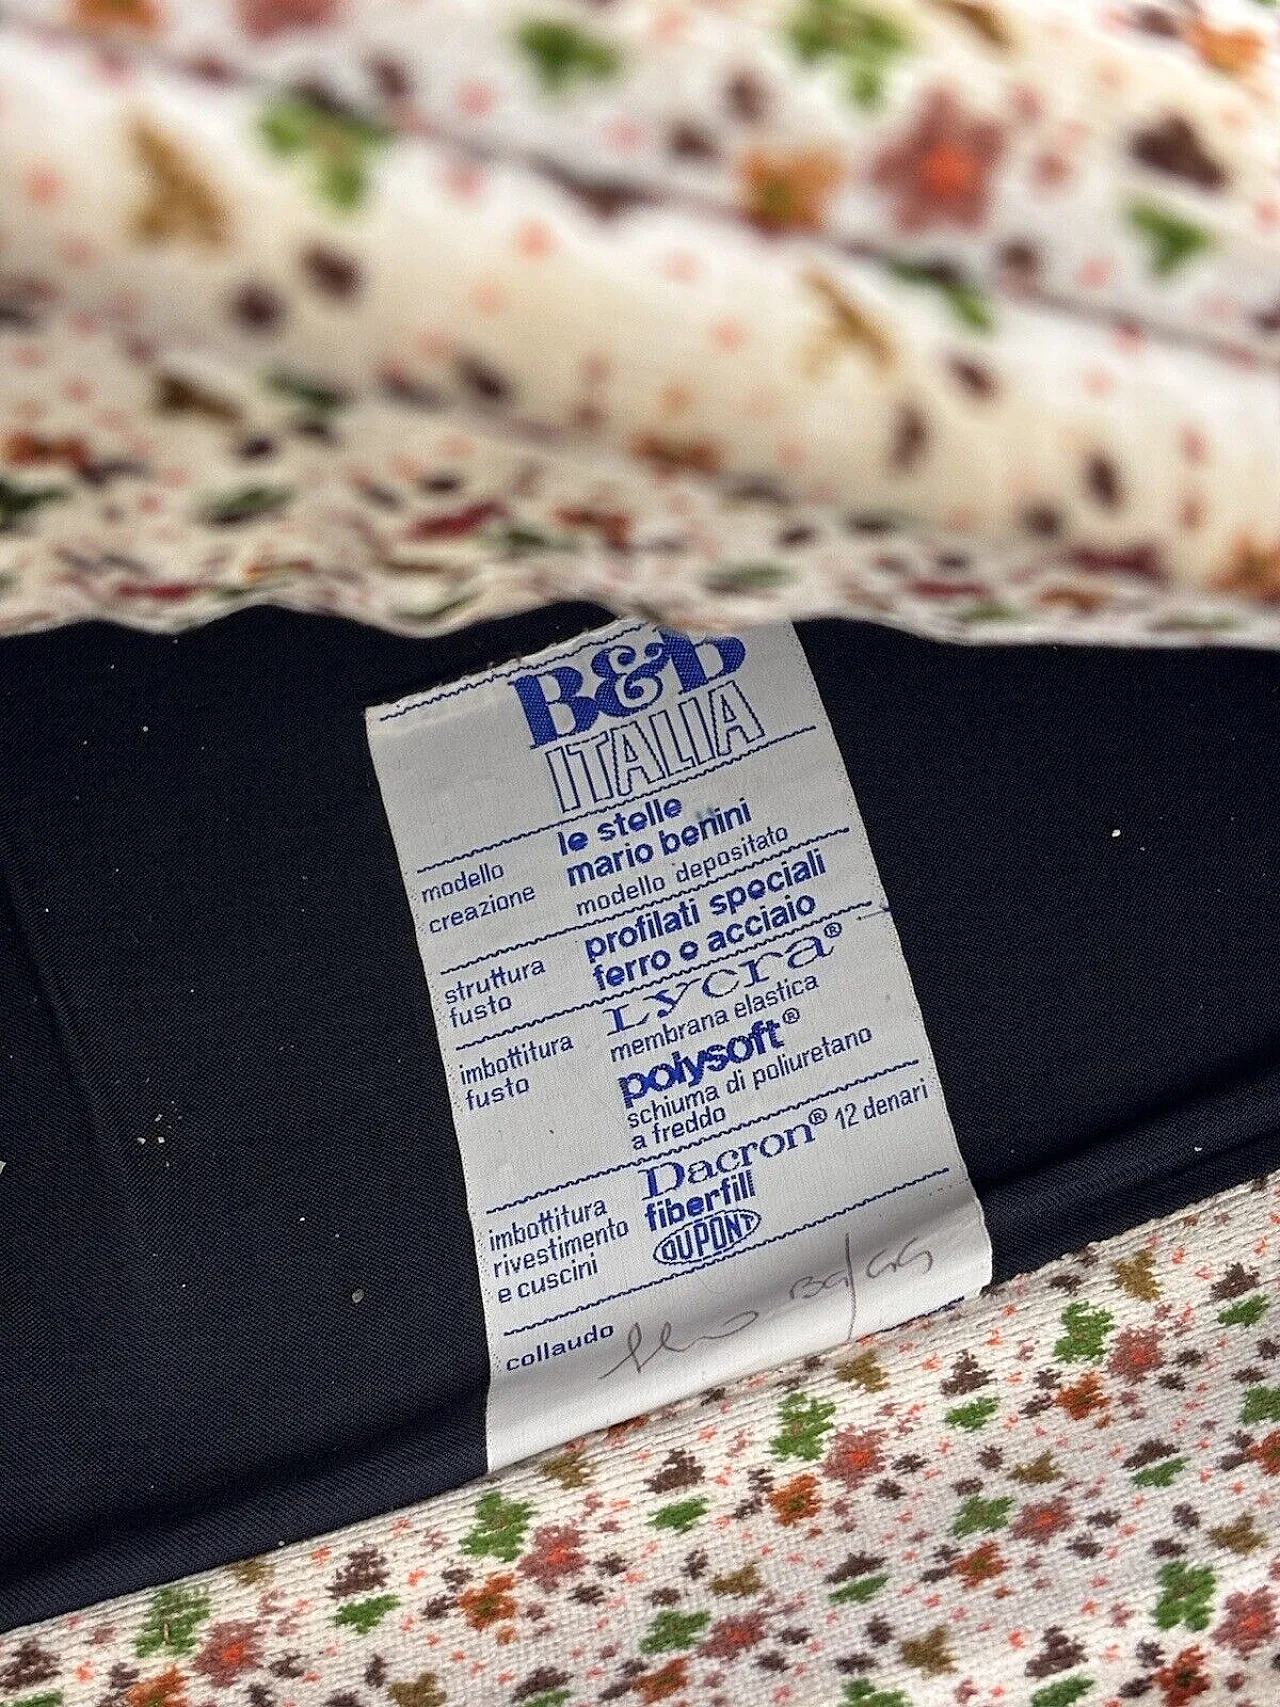 B&B
ITALIA
modello le stelle
creazione mario benini
modello depositato
struttura profilati speciali
fusto ferro e acciaio
imbottitura Lycra®
fusto membrana elastica
polysoft®
schiuma di poliuretano
a freddo
imbottitura Dacron® 12 denari
rivestimento fiberfill
e cuscini DUPONT
collaudo